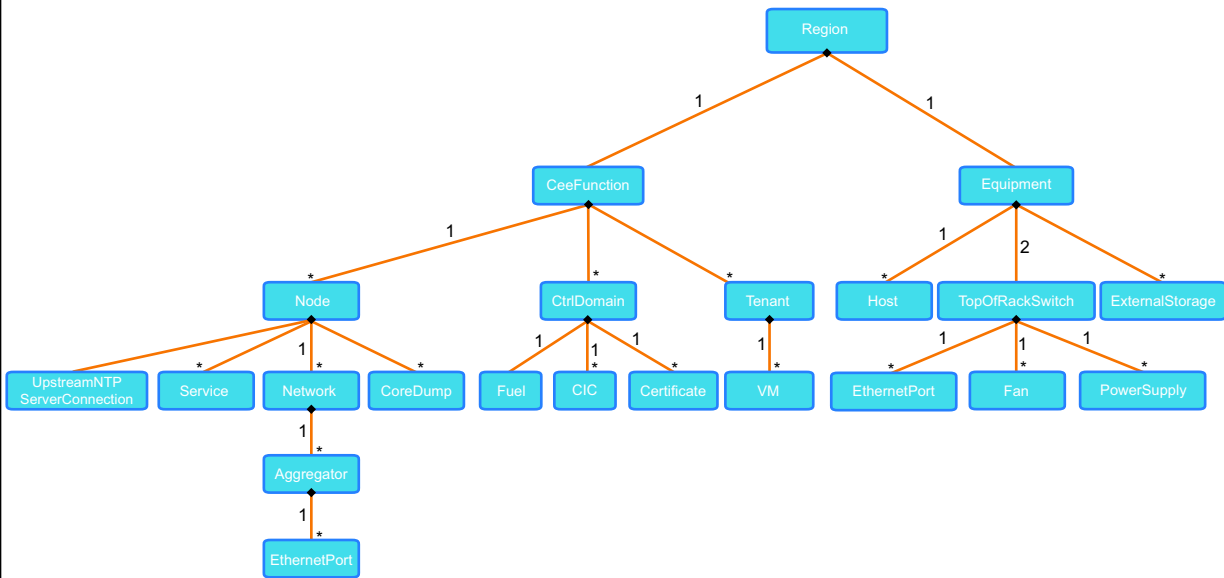 Region
1
1
CeeFunction
Equipment
1
1
2
*
*
*
*
*
Node
CtrlDomain
Tenant
Host
TopOfRackSwitch
ExternalStorage
1
1
1
1
1
1
1
1
*
*
*
*
*
*
*
*
*
UpstreamNTP
ServerConnection
Service
Network
CoreDump
Fuel
CIC
Certificate
VM
EthernetPort
Fan
PowerSupply
1
*
Aggregator
1
*
EthernetPort